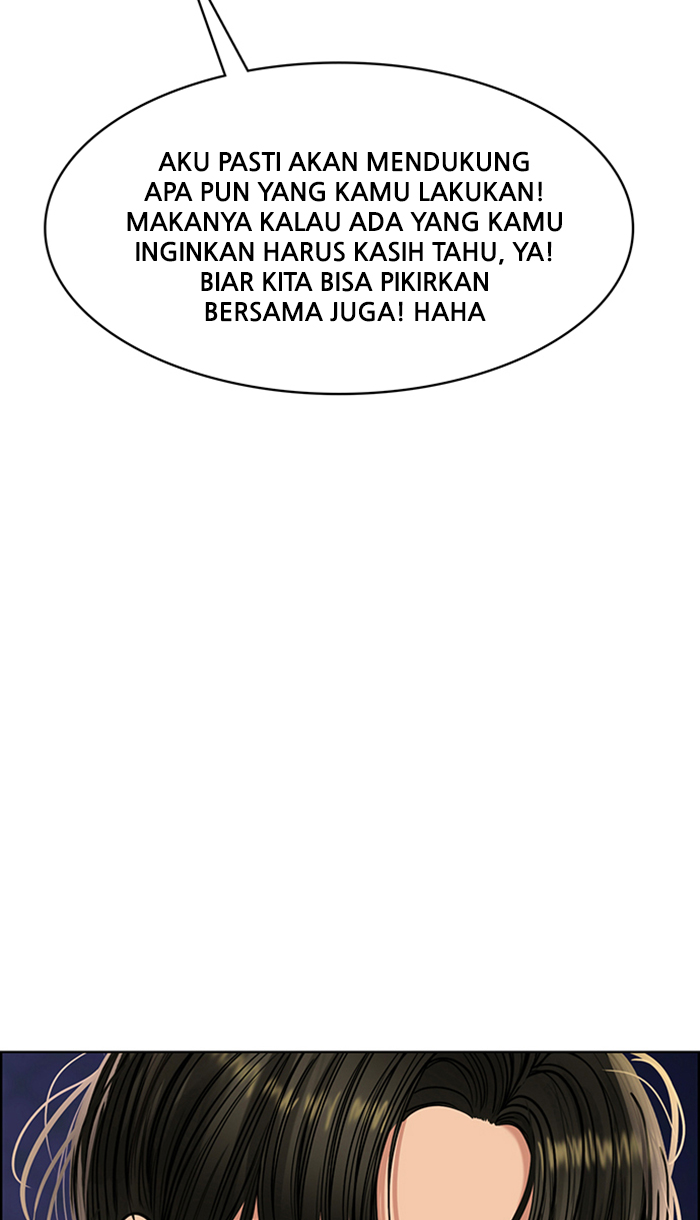 AKU PASTI AKAN MENDUKUNG
APA PUN YANG KAMU LAKUKAN!
MAKANYA KALAU ADA YANG KAMU
INGINKAN HARUS KASIH TAHU, YA!
BIAR KITA BISA PIKIRKAN
BERSAMA JUGA! HAHA